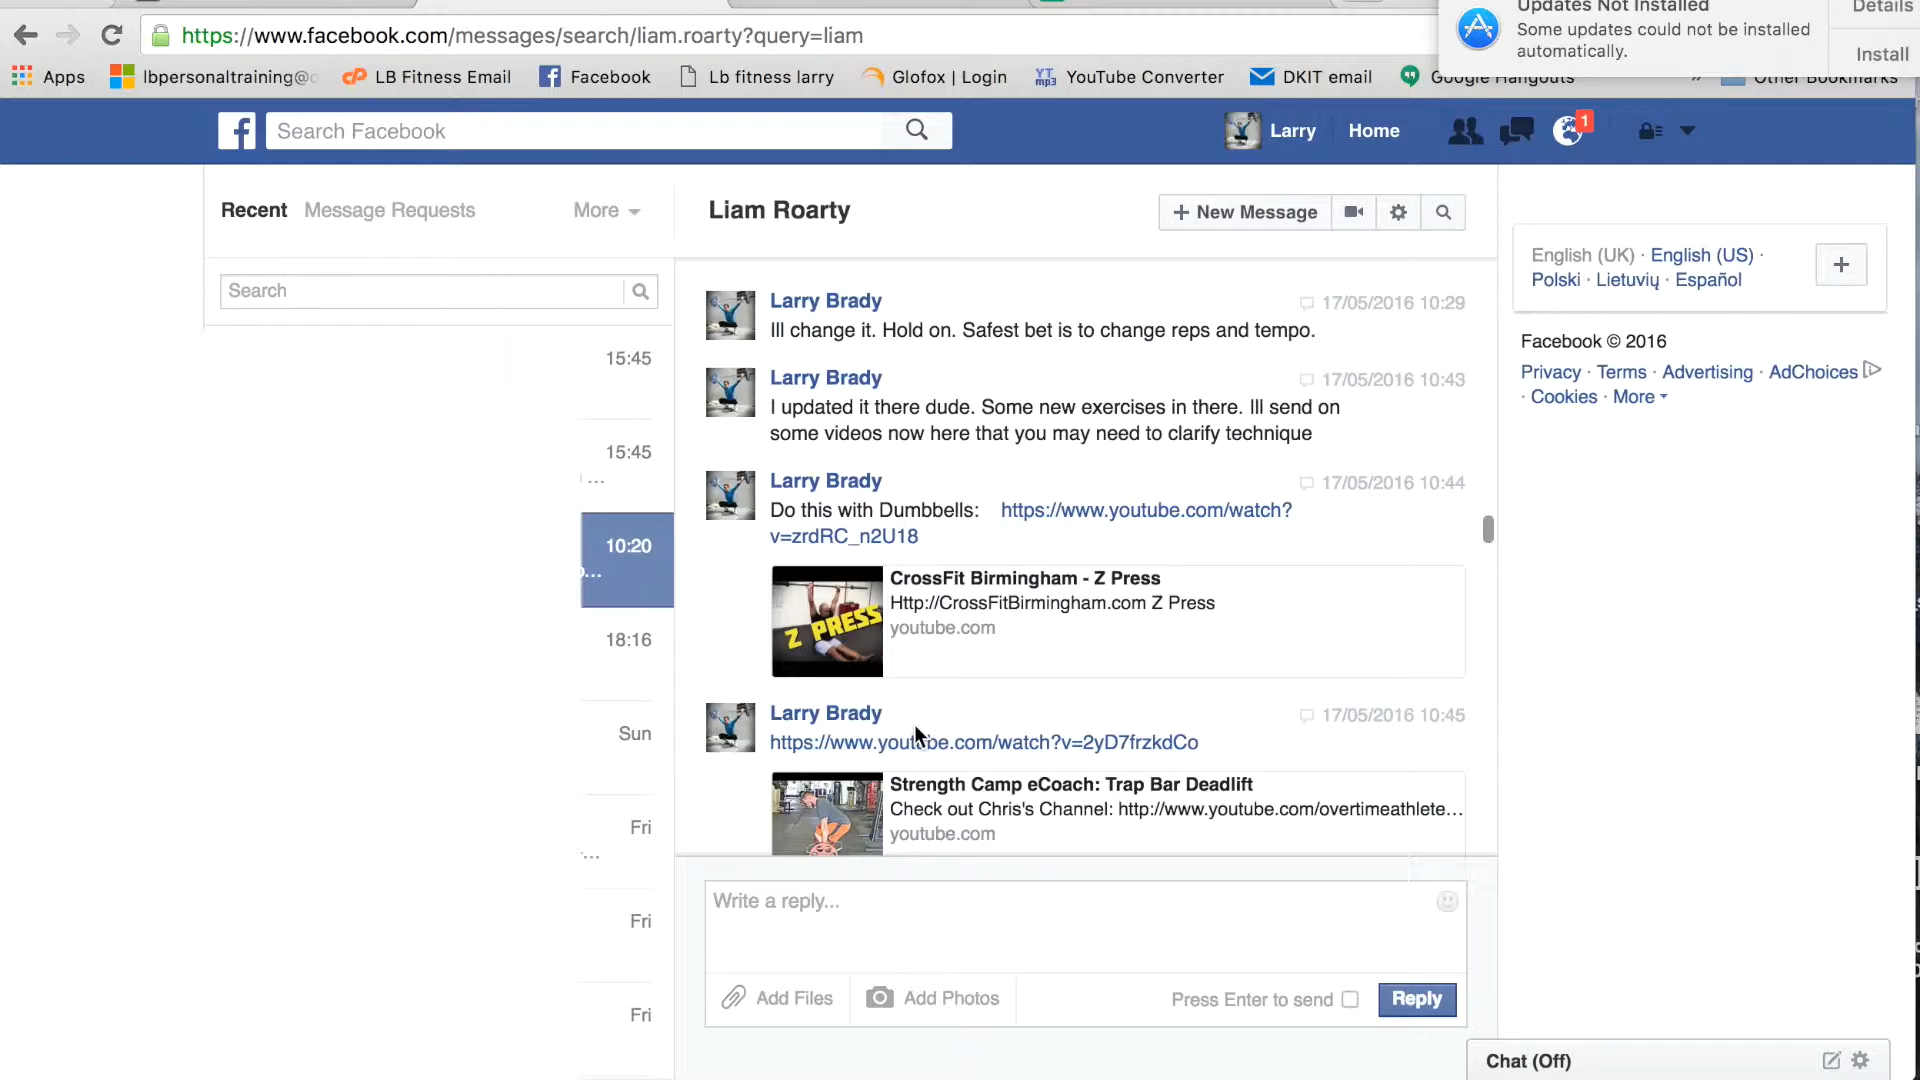 Updates Not Installed
Details
Some updates could not be installed
automatically.
Install
https://www.facebook.com/messages/search/liam.roarty?query=liam
Apps
lbpersonaltraining@
LB Fitness Email
Facebook
Lb fitness larry
Glofox | Login
YouTube Converter
DKIT email
Google Hangouts
Other Bookmarks
Search Facebook
Larry
Home
1
Recent
Message Requests
More
Liam Roarty
+ New Message
Search
15:45
15:45
...
10:20
...
18:16
Sun
Fri
...
Fri
Fri
Larry Brady
17/05/2016 10:29
Ill change it. Hold on. Safest bet is to change reps and tempo.
Larry Brady
17/05/2016 10:43
I updated it there dude. Some new exercises in there. Ill send on
some videos now here that you may need to clarify technique
Larry Brady
17/05/2016 10:44
Do this with Dumbbells: https://www.youtube.com/watch?
v=zrdRC_n2U18
Z PRESS
CrossFit Birmingham - Z Press
Http://CrossFitBirmingham.com Z Press
youtube.com
Larry Brady
17/05/2016 10:45
https://www.youtube.com/watch?v=2yD7frzkdCo
Strength Camp eCoach: Trap Bar Deadlift
Check out Chris's Channel: http://www.youtube.com/overtimeathlete...
youtube.com
Write a reply...
Add Files
Add Photos
Press Enter to send
Reply
English (UK) · English (US) ·
Polski · Lietuvių · Español
+
Facebook © 2016
Privacy · Terms · Advertising · AdChoices
· Cookies · More
Chat (Off)